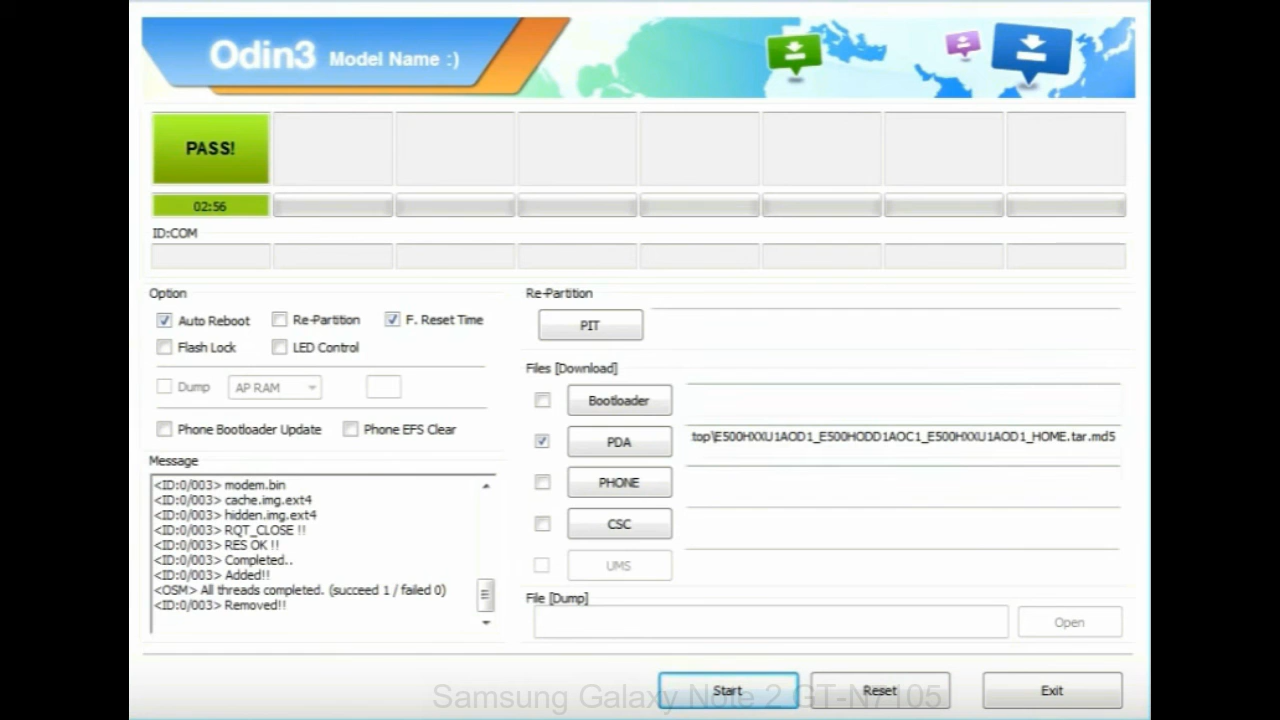 Odin3 Model Name :)
PASS!
02:56
ID:COM
Option
Auto Reboot Re-Partition F. Reset Time
Flash Lock LED Control
Dump AP RAM
Phone Bootloader Update Phone EFS Clear
Message
<ID:0/003> modem.bin
<ID:0/003> cache.img.ext4
<ID:0/003> hidden.img.ext4
<ID:0/003> RQT_CLOSE !!
<ID:0/003> RES OK !!
<ID:0/003> Completed..
<ID:0/003> Added!!
<OSM> All threads completed. (succeed 1 / failed 0)
<ID:0/003> Removed!!
Re-Partition
PIT
Files [Download]
Bootloader
PDA top\E500HXXU1AOD1_E500HODD1AOC1_E500HXXU1AOD1_HOME.tar.md5
PHONE
CSC
UMS
File [Dump]
Open
Start Reset Exit
Samsung Galaxy Note 2 GT-N7105